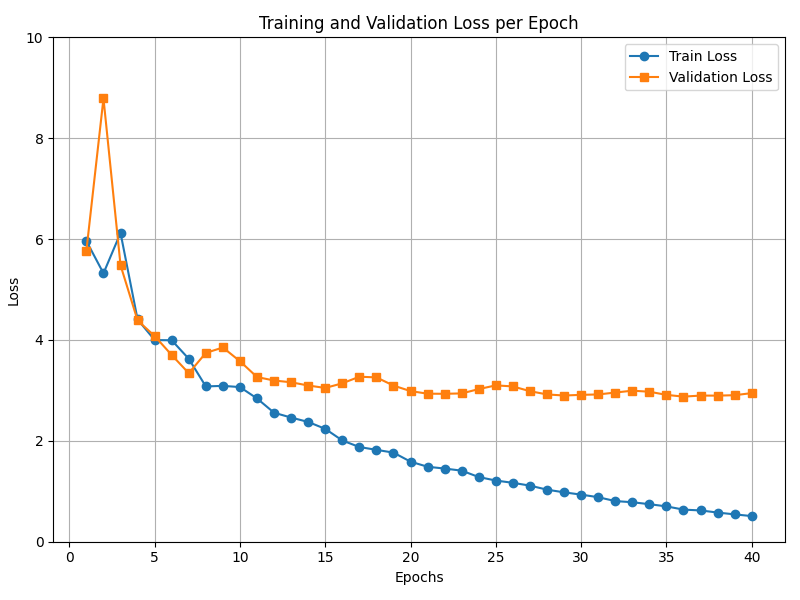 Training and Validation Loss per Epoch
10
8
6
4
2
0
Loss
Train Loss
Validation Loss
0 5 10 15 20 25 30 35 40
Epochs